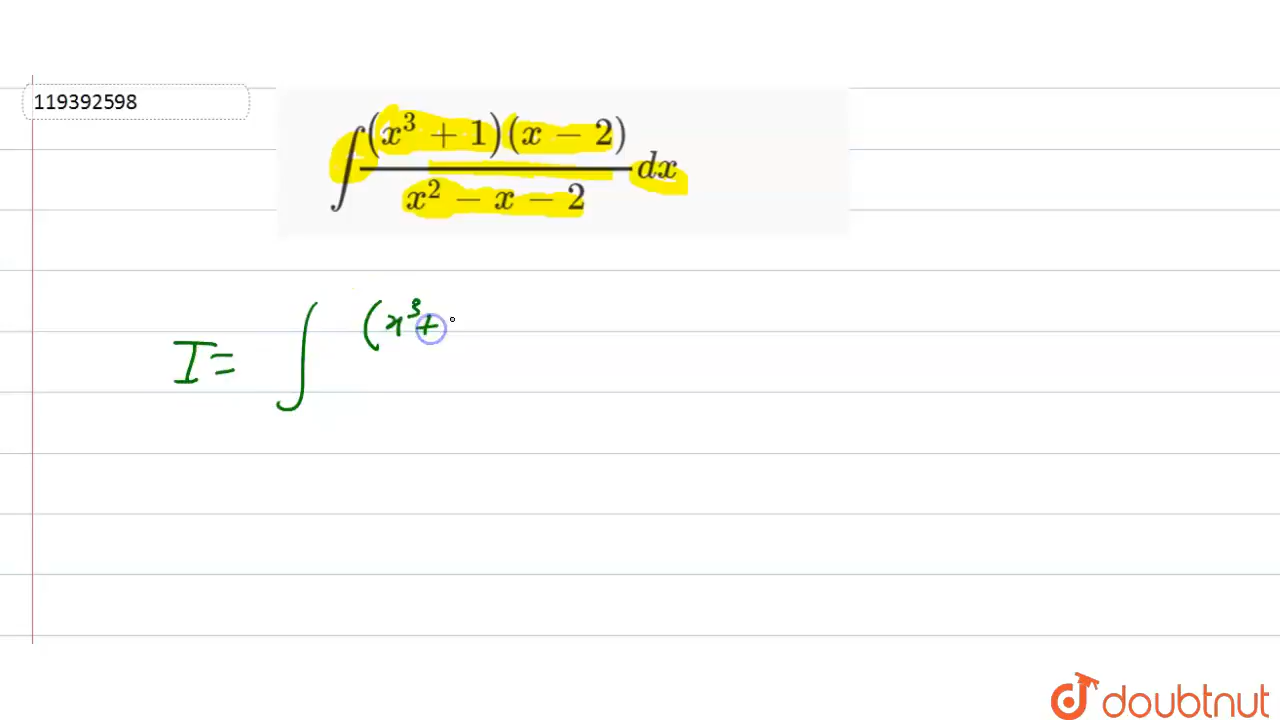 119392598
∫ (x³ + 1)(x − 2) / x² − x − 2 dx
I = ∫ (x³ +
doubtnut